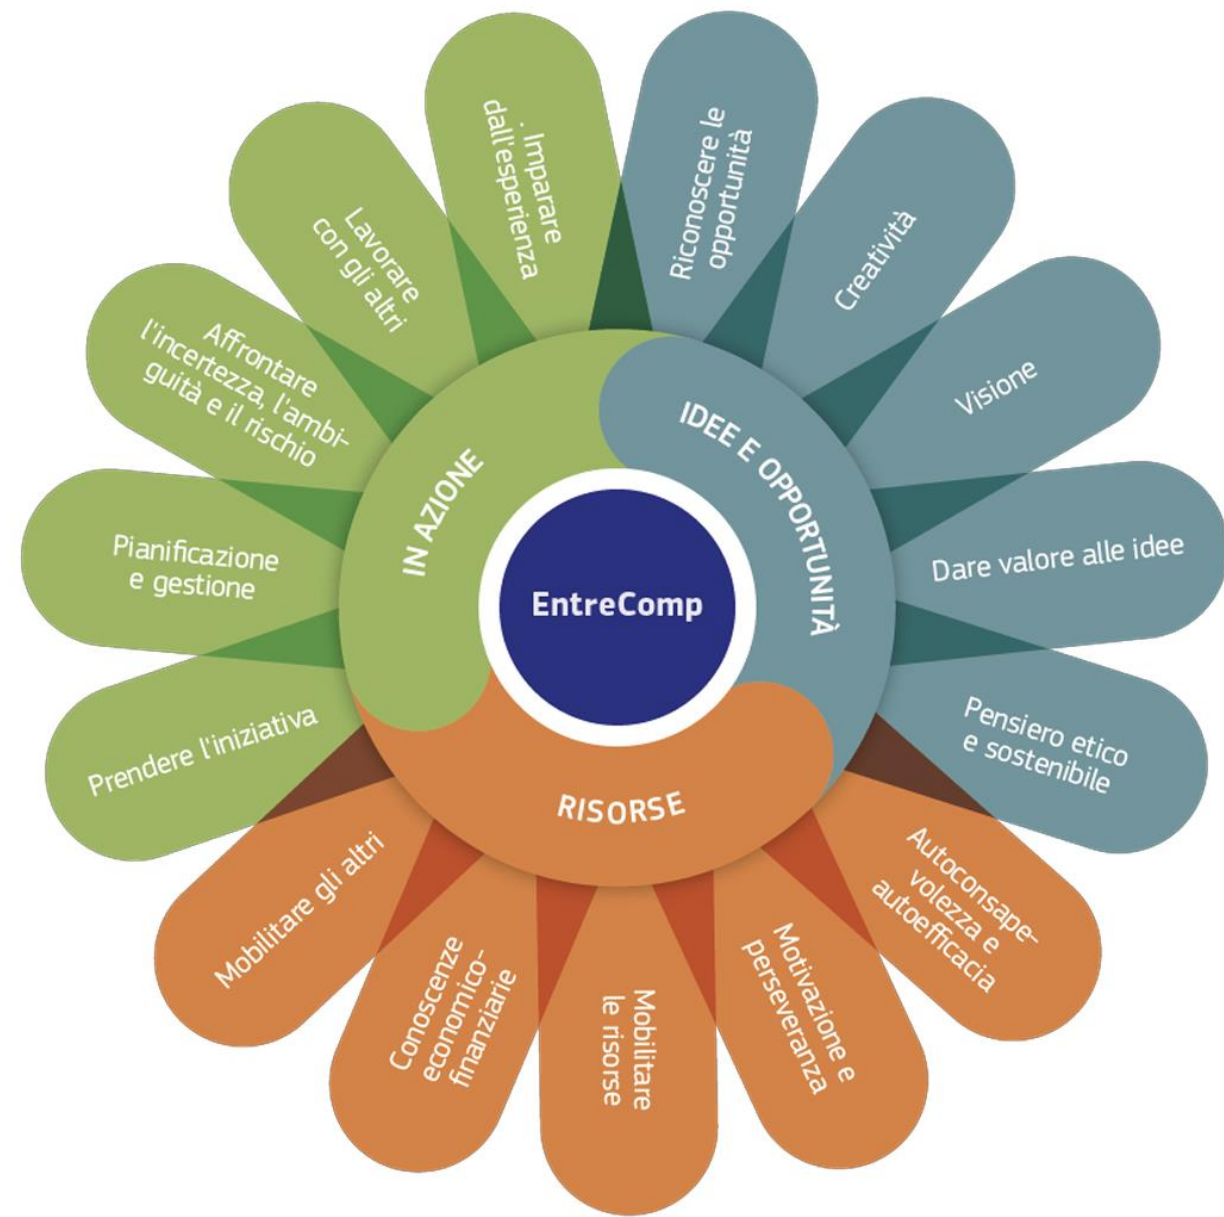 EntreComp
IDEE E OPPORTUNITÀ
Riconoscere le
opportunità
Creatività
Visione
Dare valore alle idee
Pensiero etico
e sostenibile
RISORSE
Autoconsape-
volezza e
autoefficacia
Motivazione e
perseveranza
Mobilitare
le risorse
Conoscenze
economico-
finanziarie
Mobilitare gli altri
IN AZIONE
Prendere l'iniziativa
Pianificazione
e gestione
Affrontare
l'incertezza, l'ambi-
guità e il rischio
Lavorare
con gli altri
. Imparare
dall'esperienza